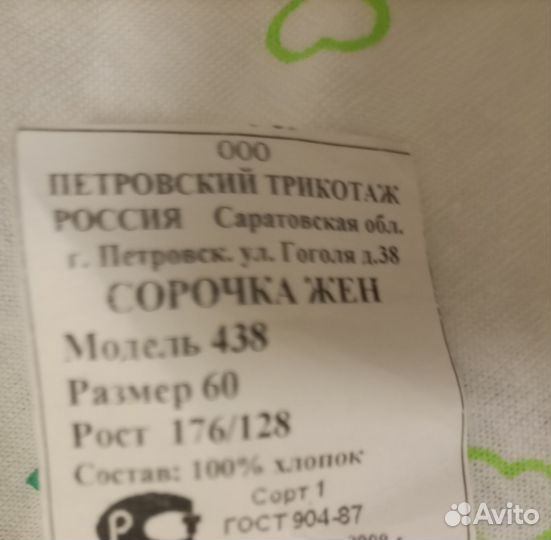 ООО
ПЕТРОВСКИЙ ТРИКОТАЖ
РОССИЯ Саратовская обл.
г. Петровск. ул. Гоголя д.38
СОРОЧКА ЖЕН
Модель 438
Размер 60
Рост 176/128
Состав: 100% хлопок
Сорт 1
ГОСТ 904-87
Avito